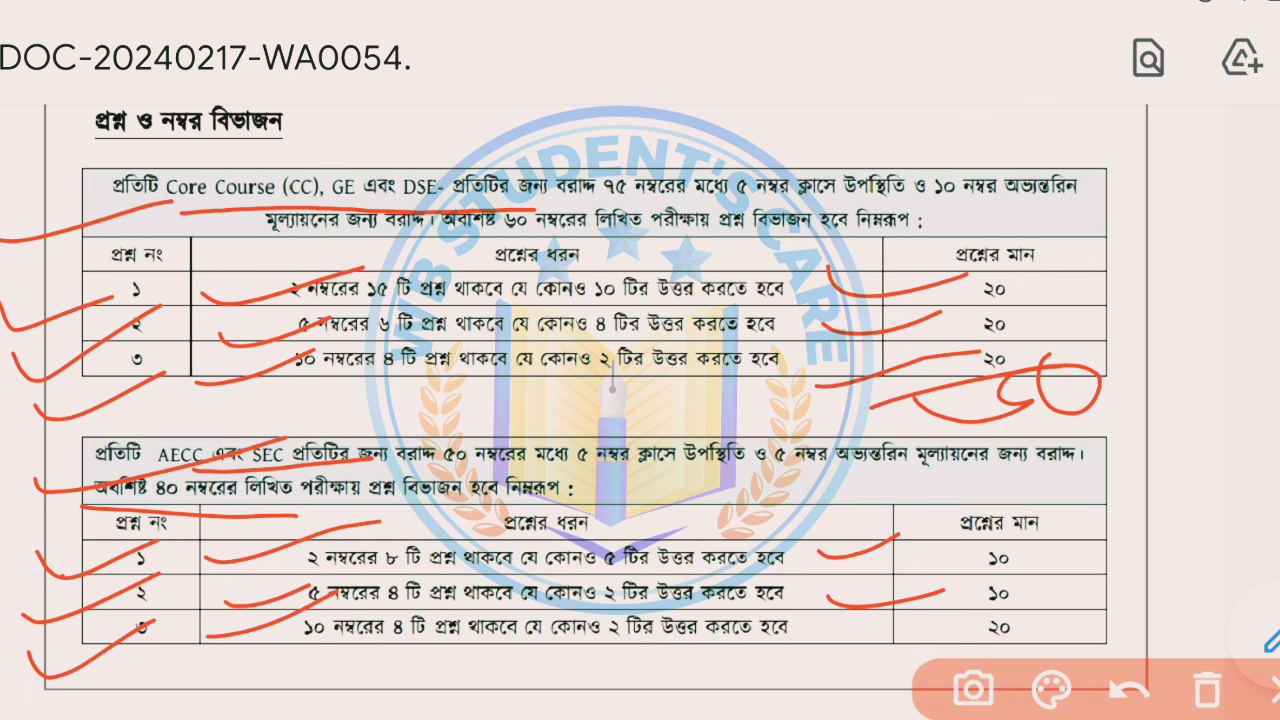 DOC-20240217-WA0054.
প্রশ্ন ও নম্বর বিভাজন
WB STUDENT'S CARE
প্রতিটি Core Course (CC), GE এবং DSE- প্রতিটির জন্য বরাদ্দ ৭৫ নম্বরের মধ্যে ৫ নম্বর ক্লাসে উপস্থিতি ও ১০ নম্বর অভ্যন্তরিন
মূল্যায়নের জন্য বরাদ্দ। অবশিষ্ট ৬০ নম্বরের লিখিত পরীক্ষায় প্রশ্ন বিভাজন হবে নিম্নরূপ :
প্রশ্ন নং প্রশ্নের ধরন প্রশ্নের মান
১ ২ নম্বরের ১৫ টি প্রশ্ন থাকবে যে কোনও ১০ টির উত্তর করতে হবে ২০
২ ৫ নম্বরের ৬ টি প্রশ্ন থাকবে যে কোনও ৪ টির উত্তর করতে হবে ২০
৩ ১০ নম্বরের ৪ টি প্রশ্ন থাকবে যে কোনও ২ টির উত্তর করতে হবে ২০
প্রতিটি AECC এবং SEC প্রতিটির জন্য বরাদ্দ ৫০ নম্বরের মধ্যে ৫ নম্বর ক্লাসে উপস্থিতি ও ৫ নম্বর অভ্যন্তরিন মূল্যায়নের জন্য বরাদ্দ।
অবশিষ্ট ৪০ নম্বরের লিখিত পরীক্ষায় প্রশ্ন বিভাজন হবে নিম্নরূপ :
প্রশ্ন নং প্রশ্নের ধরন প্রশ্নের মান
১ ২ নম্বরের ৮ টি প্রশ্ন থাকবে যে কোনও ৫ টির উত্তর করতে হবে ১০
২ ৫ নম্বরের ৪ টি প্রশ্ন থাকবে যে কোনও ২ টির উত্তর করতে হবে ১০
৩ ১০ নম্বরের ৪ টি প্রশ্ন থাকবে যে কোনও ২ টির উত্তর করতে হবে ২০